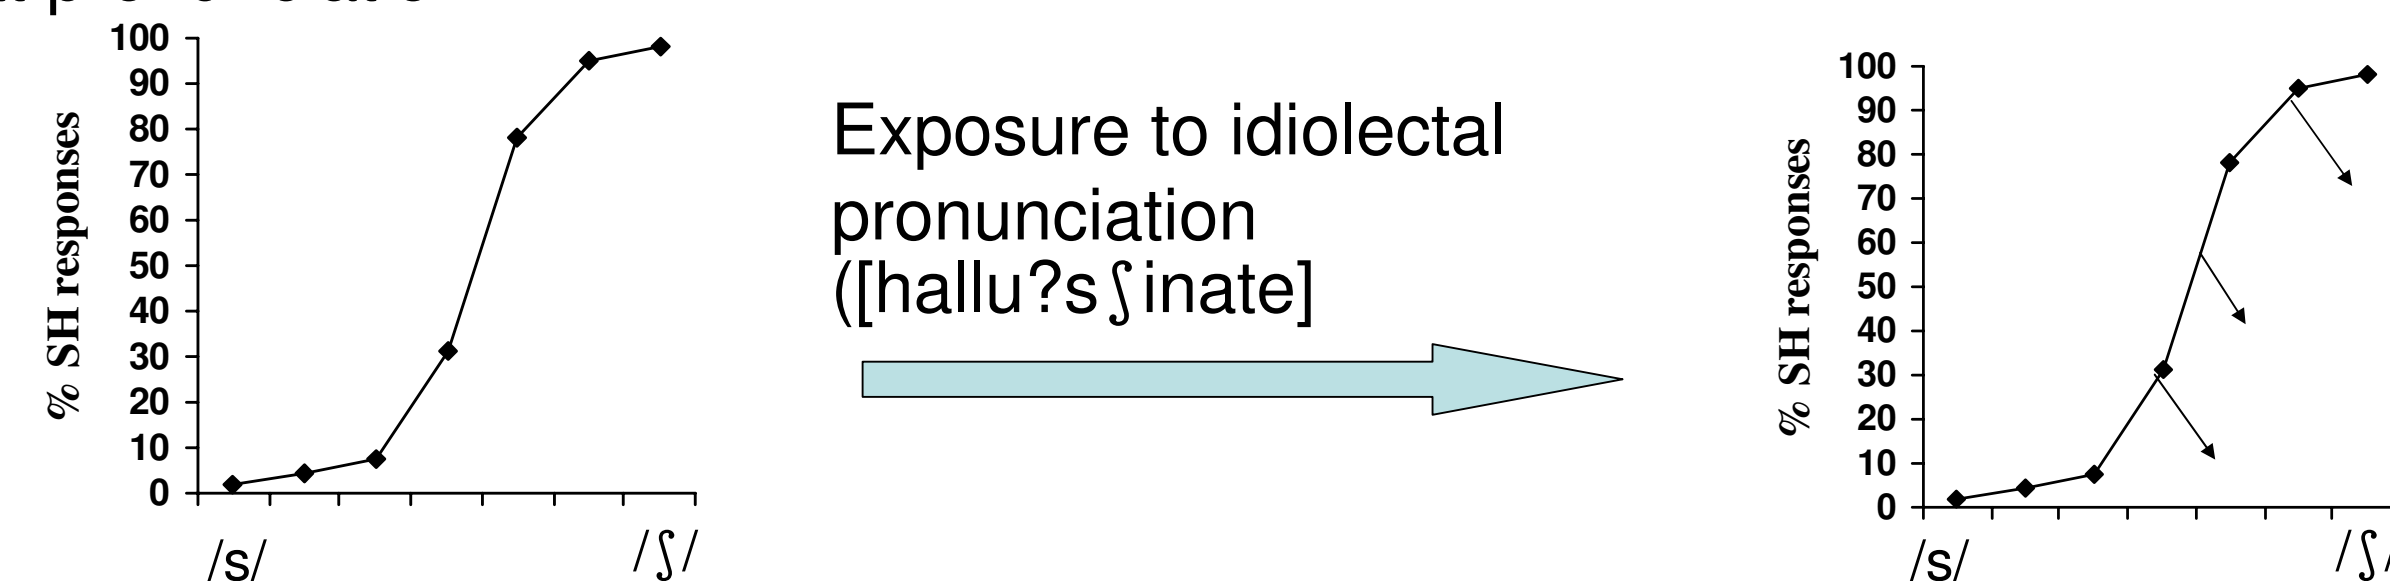 100
90
80
70
60
50
40
30
20
10
0
% SH responses
/s/
/ʃ/
Exposure to idiolectal
pronunciation
([hallu?sʃinate]
100
90
80
70
60
50
40
30
20
10
0
% SH responses
/s/
/ʃ/